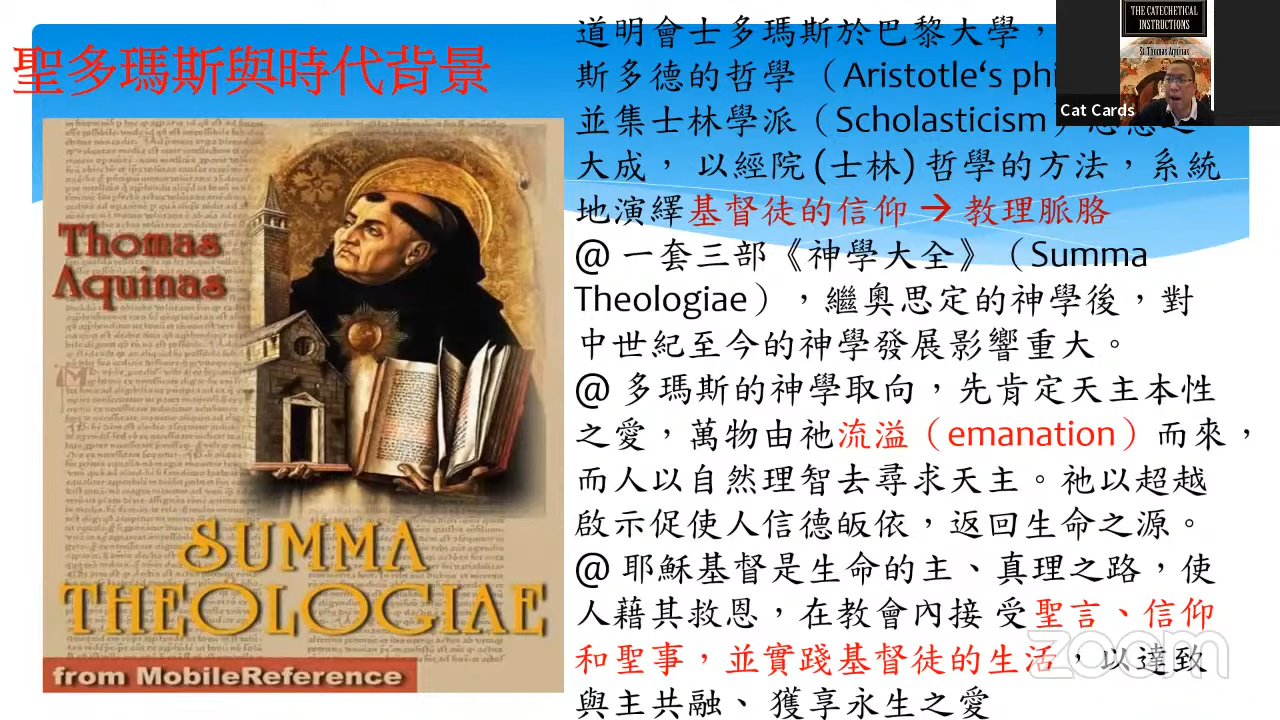 聖多瑪斯與時代背景
Thomas
Aquinas
SUMMA
THEOLOGIAE
from MobileReference
道明會士多瑪斯於巴黎大學，
斯多德的哲學 （Aristotle‘s phi
並集士林學派（Scholasticism）
大成， 以經院 (士林) 哲學的方法，系統
地演繹基督徒的信仰 → 教理脈胳
@ 一套三部《神學大全》（Summa
Theologiae），繼奧思定的神學後，對
中世紀至今的神學發展影響重大。
@ 多瑪斯的神學取向，先肯定天主本性
之愛，萬物由祂流溢（emanation）而來，
而人以自然理智去尋求天主。祂以超越
啟示促使人信德皈依，返回生命之源。
@ 耶穌基督是生命的主、真理之路，使
人藉其救恩，在教會內接 受聖言、信仰
和聖事，並實踐基督徒的生活，以達致
與主共融、 獲享永生之愛
THE CATECHETICAL
INSTRUCTIONS
St. Thomas Aquinas
Cat Cards
zoom